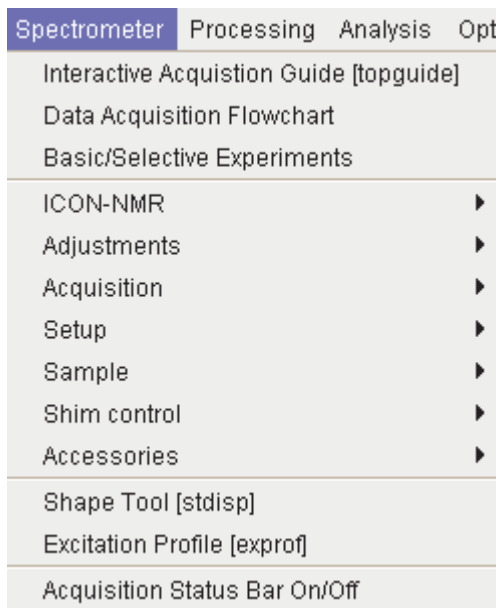 Spectrometer Processing Analysis Opt
Interactive Acquistion Guide [topguide]
Data Acquisition Flowchart
Basic/Selective Experiments
ICON-NMR
Adjustments
Acquisition
Setup
Sample
Shim control
Accessories
Shape Tool [stdisp]
Excitation Profile [exprof]
Acquisition Status Bar On/Off